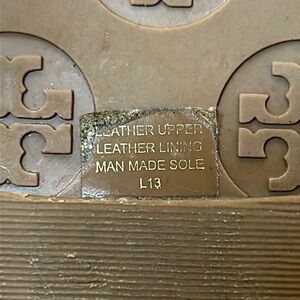 LEATHER UPPER
LEATHER LINING
MAN MADE SOLE
L13